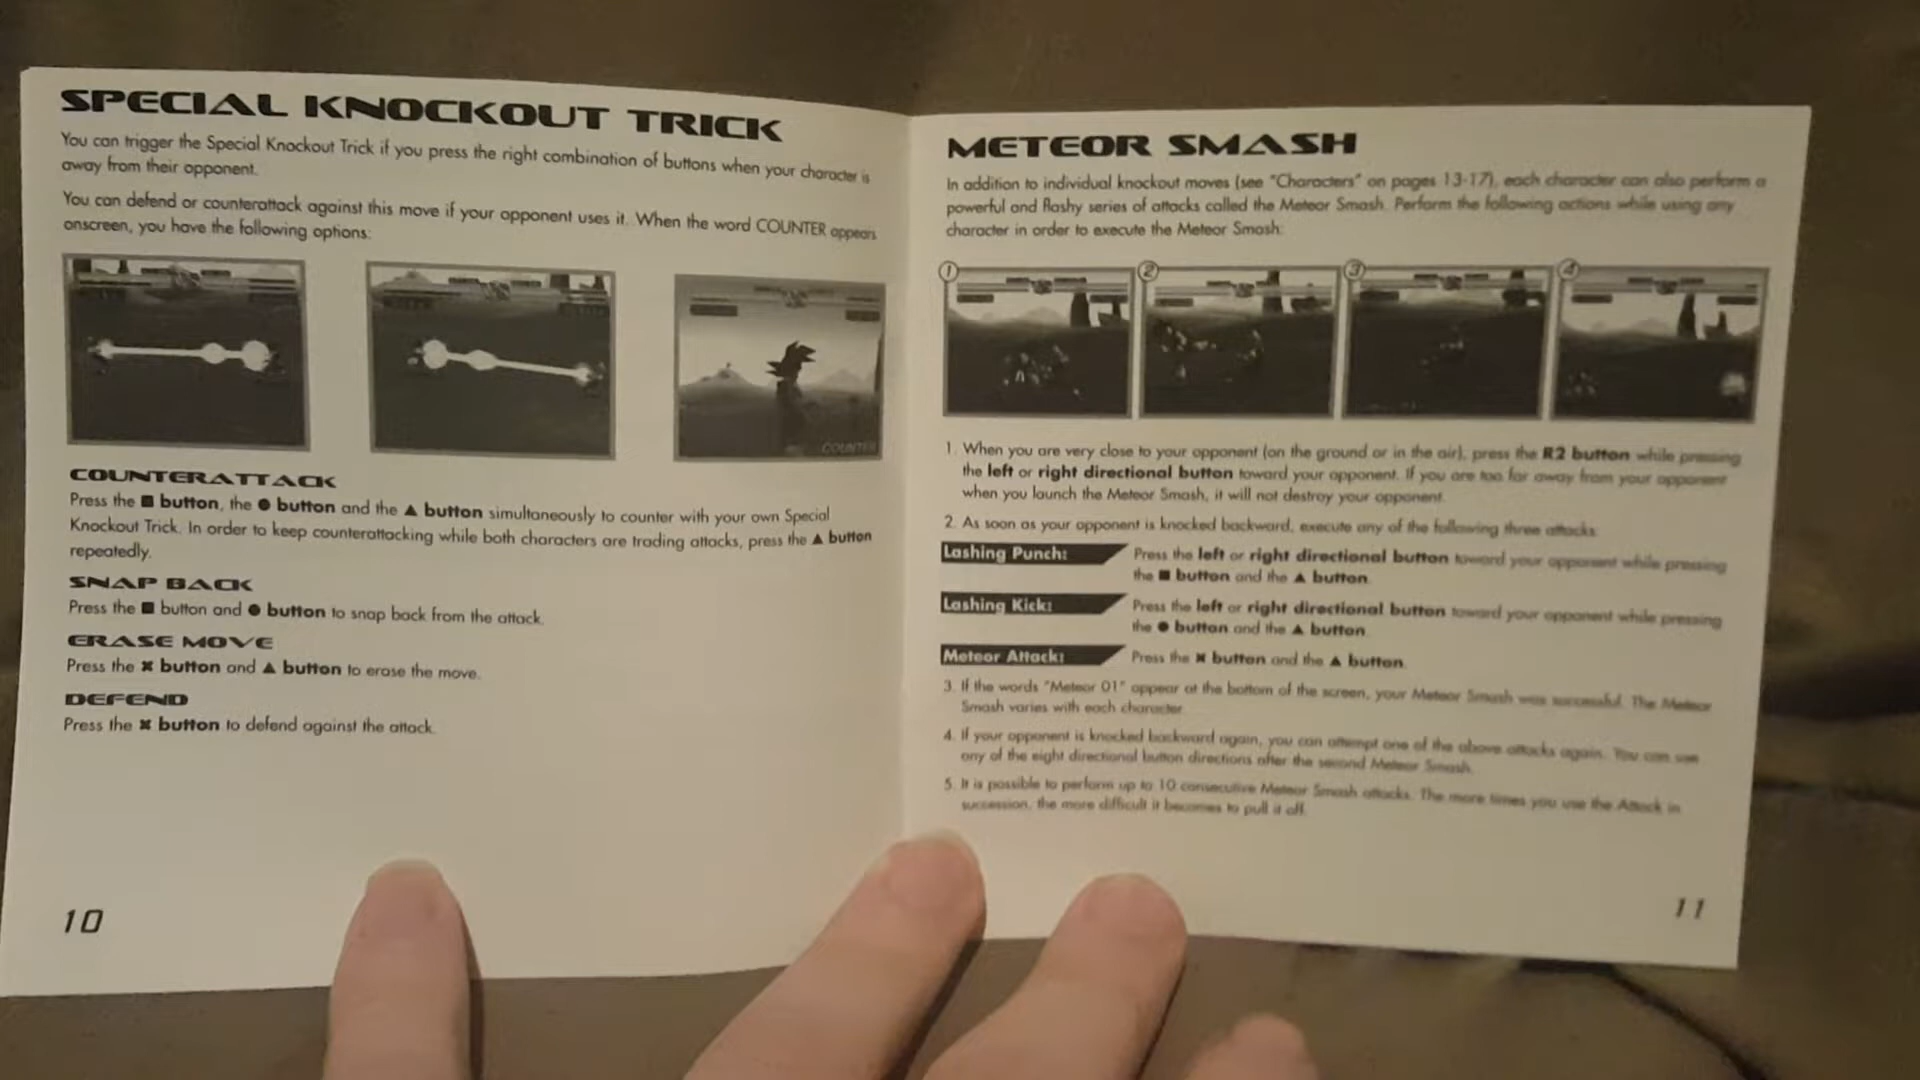 SPECIAL KNOCKOUT TRICK
You can trigger the Special Knockout Trick if you press the right combination of buttons when your character is
away from their opponent.
You can defend or counterattack against this move if your opponent uses it. When the word COUNTER appears
onscreen, you have the following options:
COUNTER
COUNTERATTACK
Press the ■ button, the ● button and the ▲ button simultaneously to counter with your own Special
Knockout Trick. In order to keep counterattacking while both characters are trading attacks, press the ▲ button
repeatedly.
SNAP BACK
Press the ■ button and ● button to snap back from the attack.
ERASE MOVE
Press the ✖ button and ▲ button to erase the move.
DEFEND
Press the ✖ button to defend against the attack.
10
METEOR SMASH
In addition to individual knockout moves (see "Characters" on pages 13-17), each character can also perform a
powerful and flashy series of attacks called the Meteor Smash. Perform the following actions while using any
character in order to execute the Meteor Smash:
1 2 3 4
1. When you are very close to your opponent (on the ground or in the air), press the R2 button while pressing
the left or right directional button toward your opponent. If you are too far away from your opponent
when you launch the Meteor Smash, it will not destroy your opponent.
2. As soon as your opponent is knocked backward, execute any of the following three attacks:
Lashing Punch: Press the left or right directional button toward your opponent while pressing
the ■ button and the ▲ button.
Lashing Kick: Press the left or right directional button toward your opponent while pressing
the ● button and the ▲ button.
Meteor Attack: Press the ✖ button and the ▲ button.
3. If the words "Meteor 01" appear at the bottom of the screen, your Meteor Smash was successful. The Meteor
Smash varies with each character.
4. If your opponent is knocked backward again, you can attempt one of the above attacks again. You can use
any of the eight directional button directions after the second Meteor Smash.
5. It is possible to perform up to 10 consecutive Meteor Smash attacks. The more times you use the Attack in
succession, the more difficult it becomes to pull it off.
11